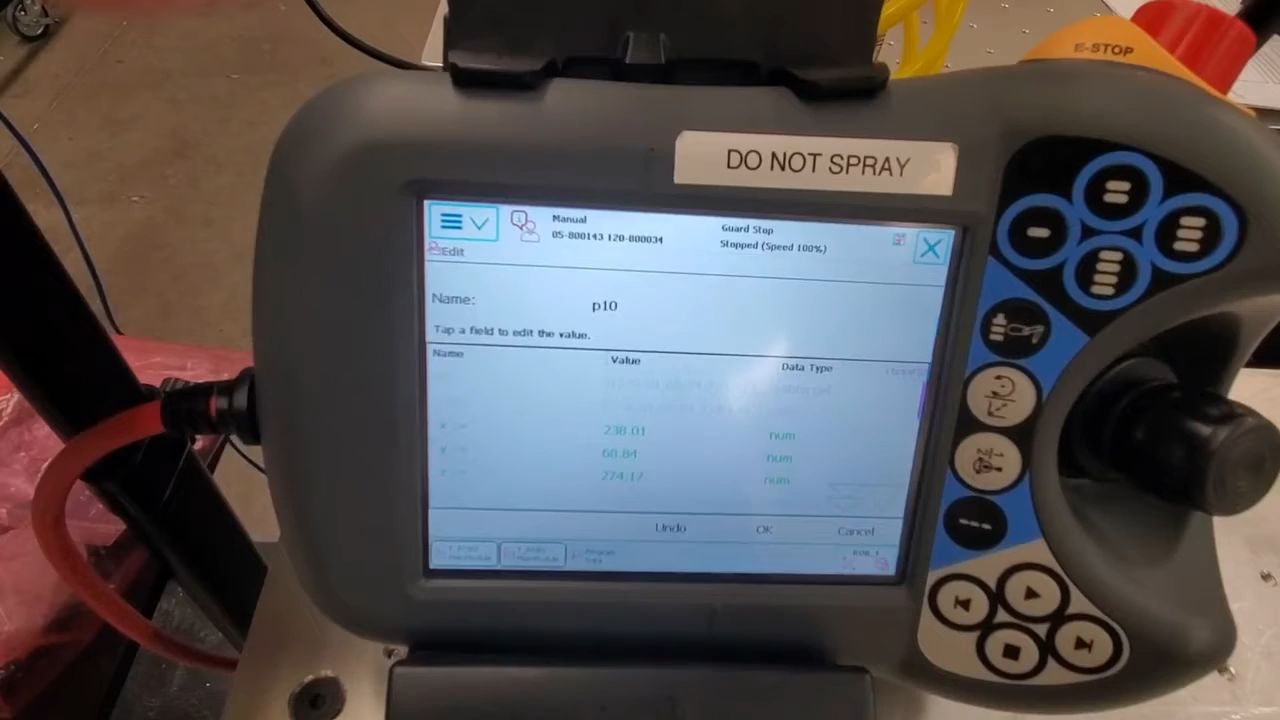 E-STOP
DO NOT SPRAY
Manual
05-800143 120-800034
Guard Stop
Stopped (Speed 100%)
Edit
Name:
p10
Tap a field to edit the value.
Name
Value
Data Type
x
238.01
num
y
60.84
num
z
274.17
num
Undo
OK
Cancel
ROB_1